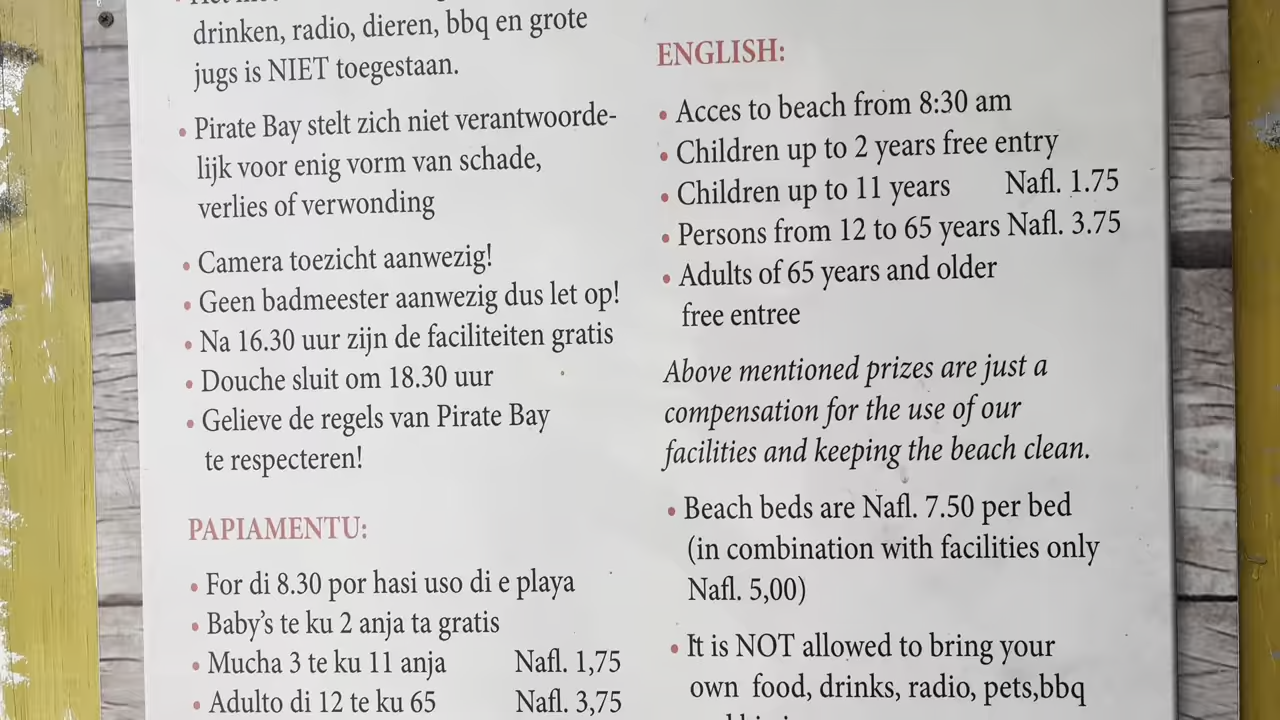 drinken, radio, dieren, bbq en grote
jugs is NIET toegestaan.
• Pirate Bay stelt zich niet verantwoorde-
lijk voor enig vorm van schade,
verlies of verwonding
• Camera toezicht aanwezig!
• Geen badmeester aanwezig dus let op!
• Na 16.30 uur zijn de faciliteiten gratis
• Douche sluit om 18.30 uur
• Gelieve de regels van Pirate Bay
te respecteren!
PAPIAMENTU:
• For di 8.30 por hasi uso di e playa
• Baby's te ku 2 anja ta gratis
• Mucha 3 te ku 11 anja Nafl. 1,75
• Adulto di 12 te ku 65 Nafl. 3,75
ENGLISH:
• Acces to beach from 8:30 am
• Children up to 2 years free entry
• Children up to 11 years Nafl. 1.75
• Persons from 12 to 65 years Nafl. 3.75
• Adults of 65 years and older
free entree
Above mentioned prizes are just a
compensation for the use of our
facilities and keeping the beach clean.
• Beach beds are Nafl. 7.50 per bed
(in combination with facilities only
Nafl. 5,00)
• It is NOT allowed to bring your
own food, drinks, radio, pets,bbq